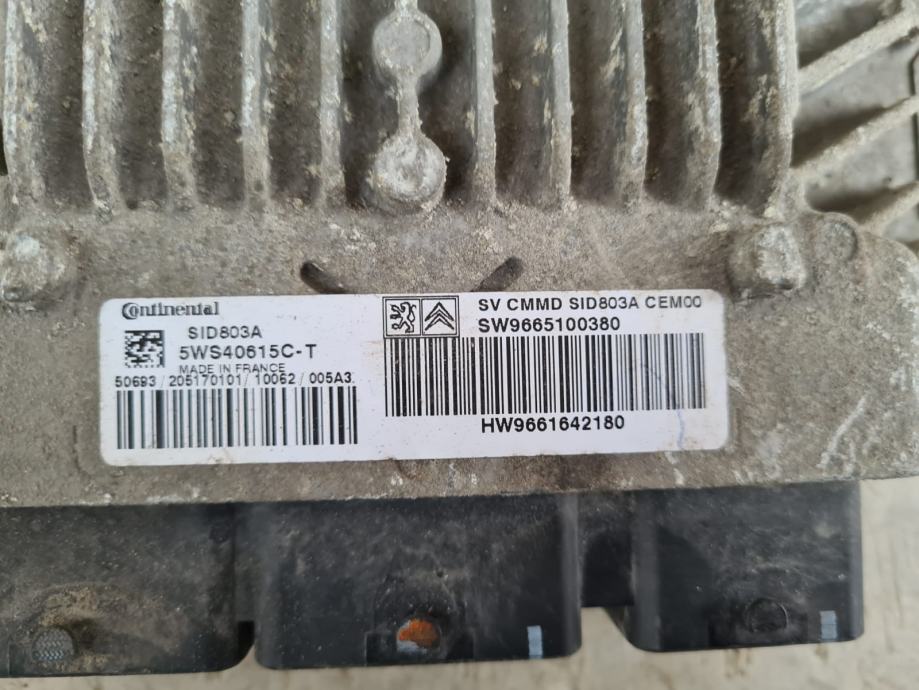 Continental
SID803A
5WS40615C-T
MADE IN FRANCE
50693/205170101/10062/005A3
SV CMMD SID803A CEM00
SW9665100380
HW9661642180